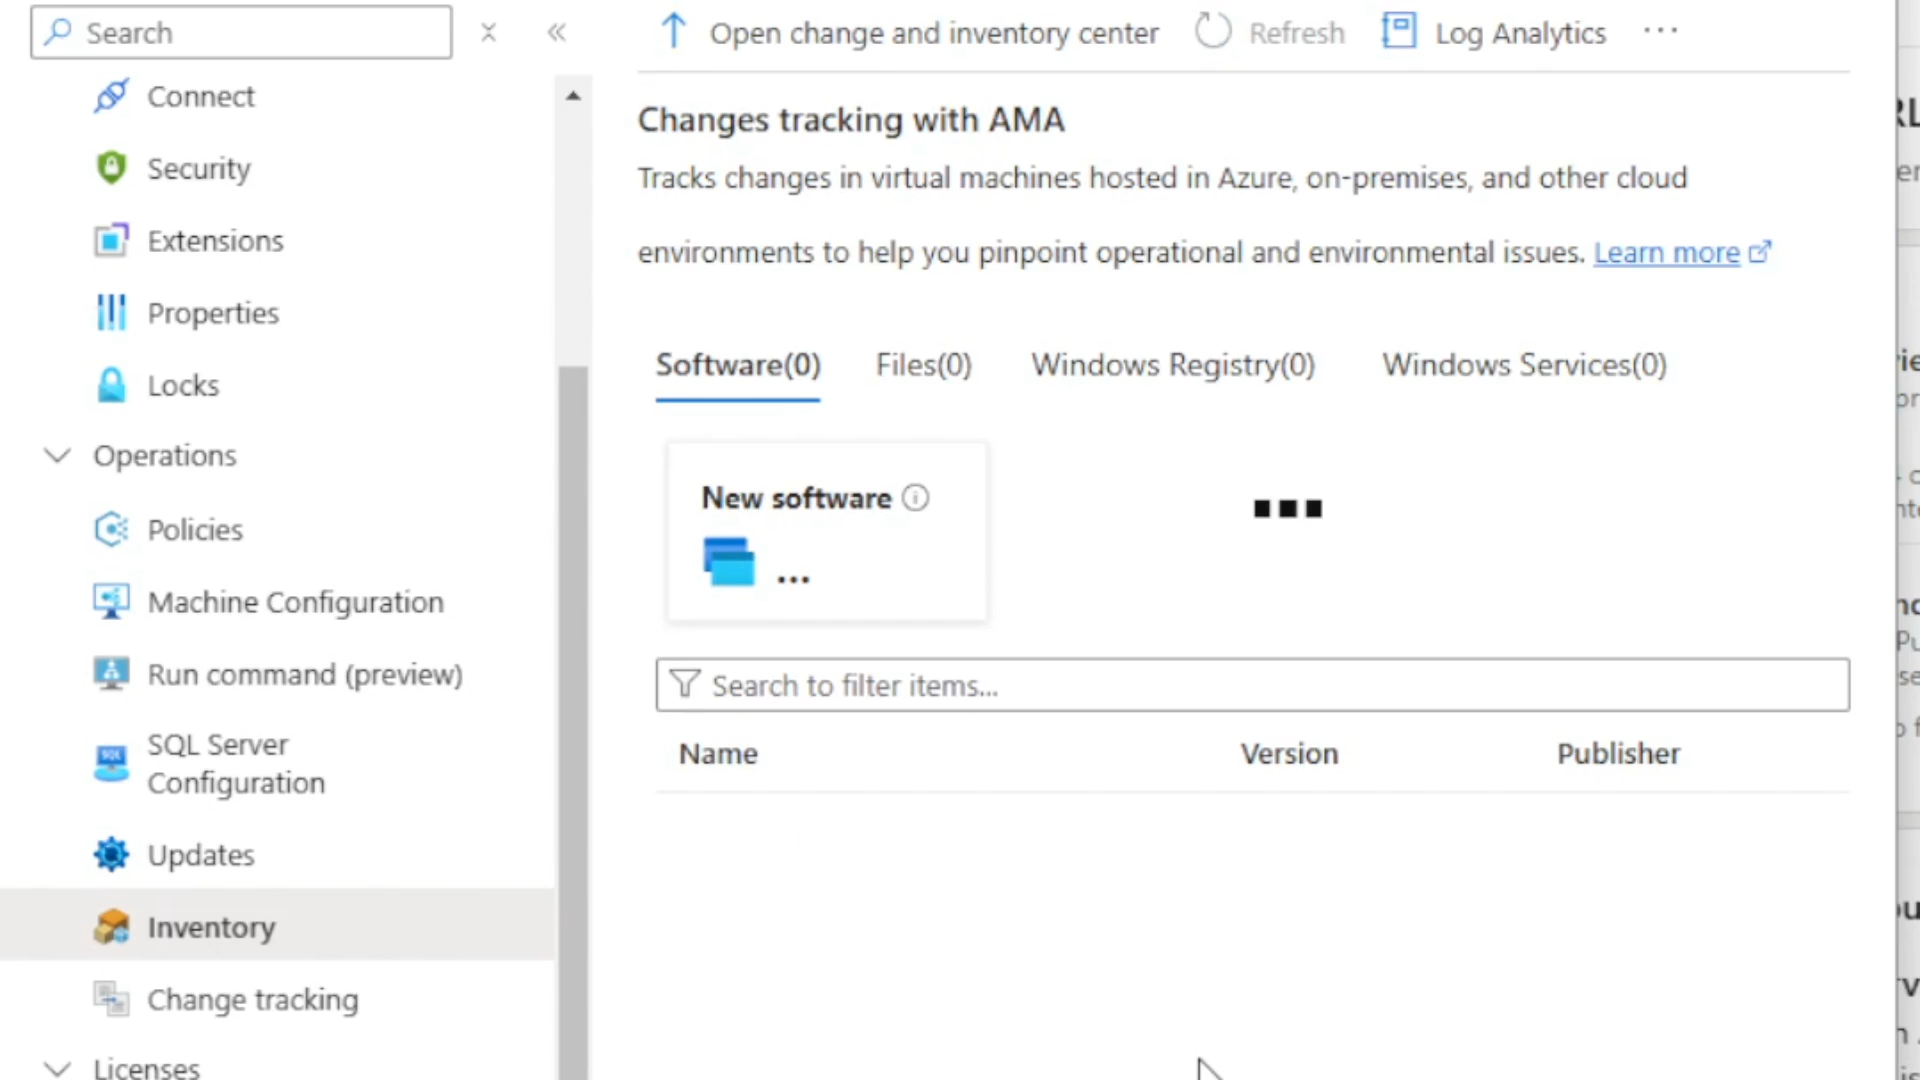 Search
Open change and inventory center
Refresh
Log Analytics
Connect
Security
Extensions
Properties
Locks
Operations
Policies
Machine Configuration
Run command (preview)
SQL Server
Configuration
Updates
Inventory
Change tracking
Licenses
Changes tracking with AMA
Tracks changes in virtual machines hosted in Azure, on-premises, and other cloud
environments to help you pinpoint operational and environmental issues. Learn more
Software(0) Files(0) Windows Registry(0) Windows Services(0)
New software
...
Search to filter items...
Name Version Publisher